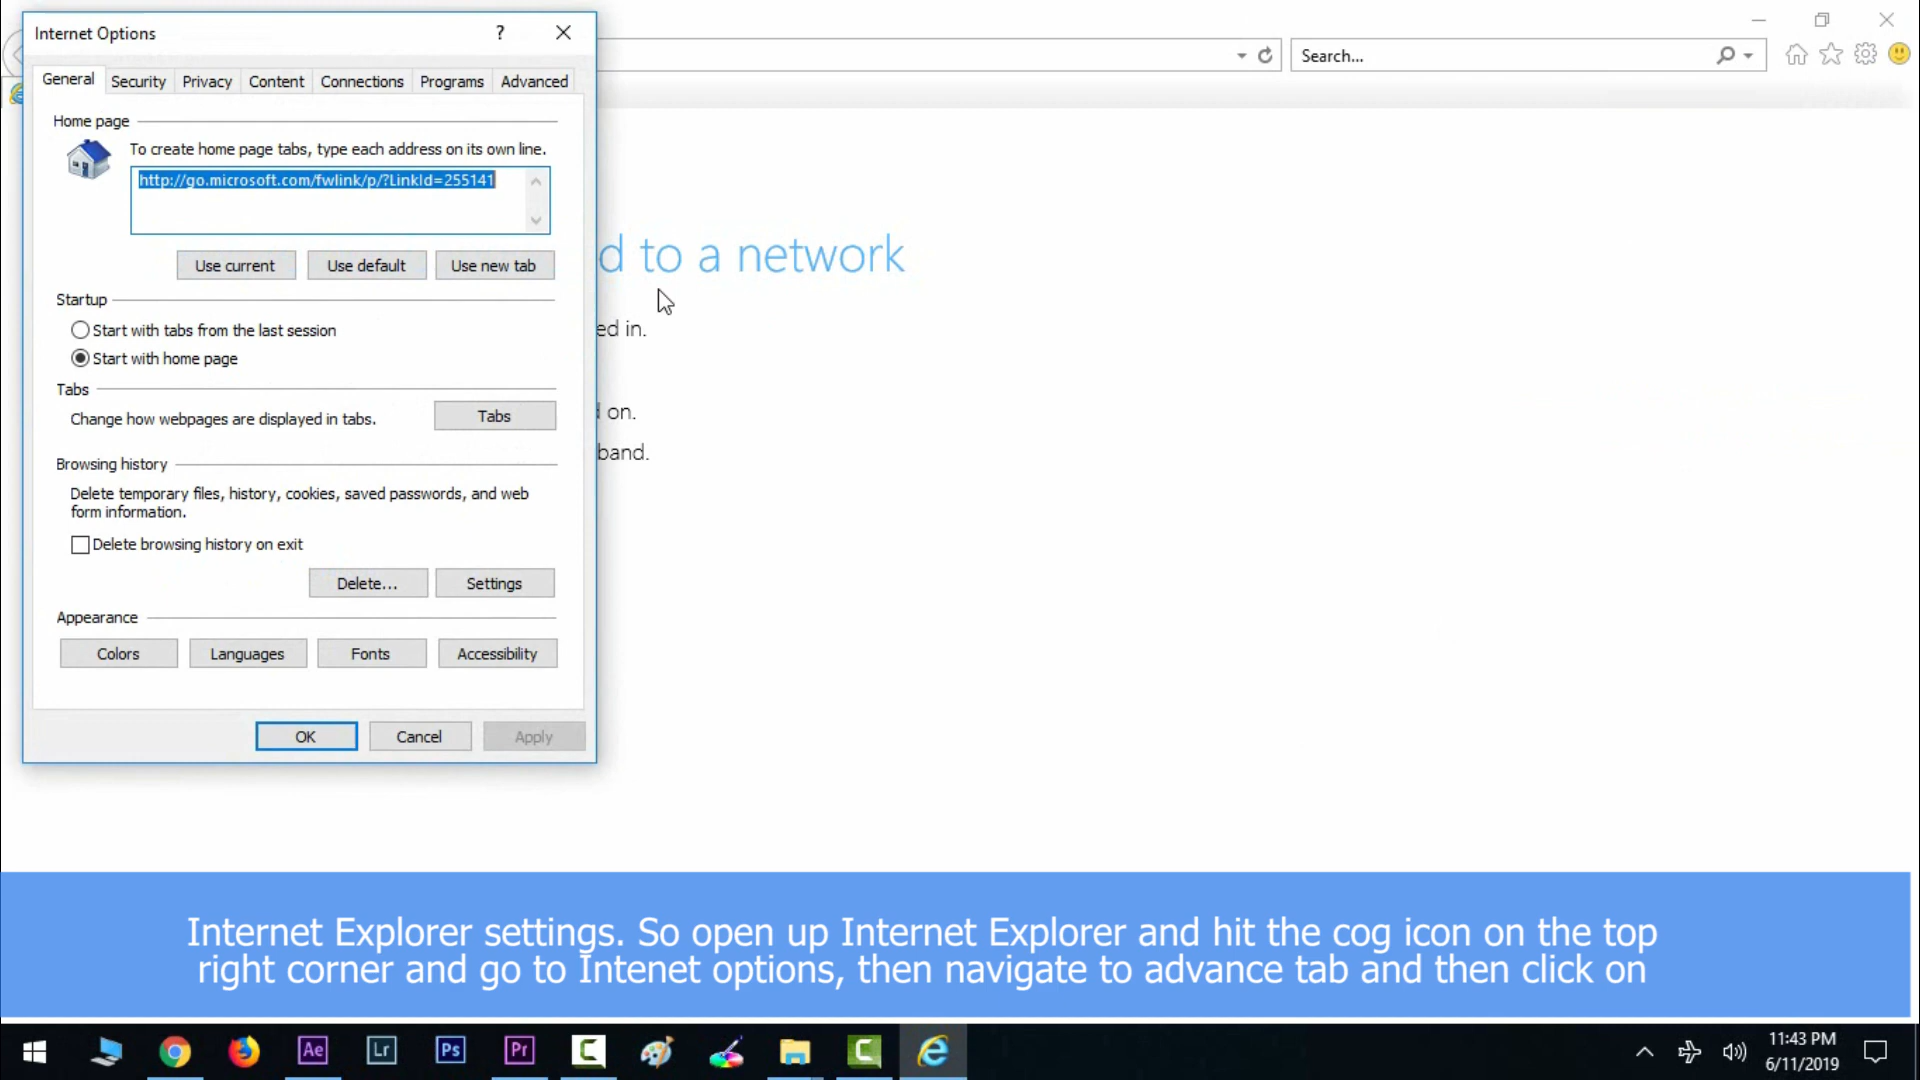 Internet Options
?
Search...
General
Security
Privacy
Content
Connections
Programs
Advanced
Home page
To create home page tabs, type each address on its own line.
http://go.microsoft.com/fwlink/p/?LinkId=255141
Use current
Use default
Use new tab
d to a network
Startup
Start with tabs from the last session
ed in.
Start with home page
Tabs
Change how webpages are displayed in tabs.
Tabs
on.
band.
Browsing history
Delete temporary files, history, cookies, saved passwords, and web
form information.
Delete browsing history on exit
Delete...
Settings
Appearance
Colors
Languages
Fonts
Accessibility
OK
Cancel
Apply
Internet Explorer settings. So open up Internet Explorer and hit the cog icon on the top
right corner and go to Intenet options, then navigate to advance tab and then click on
Ae
Lr
Ps
Pr
11:43 PM
6/11/2019